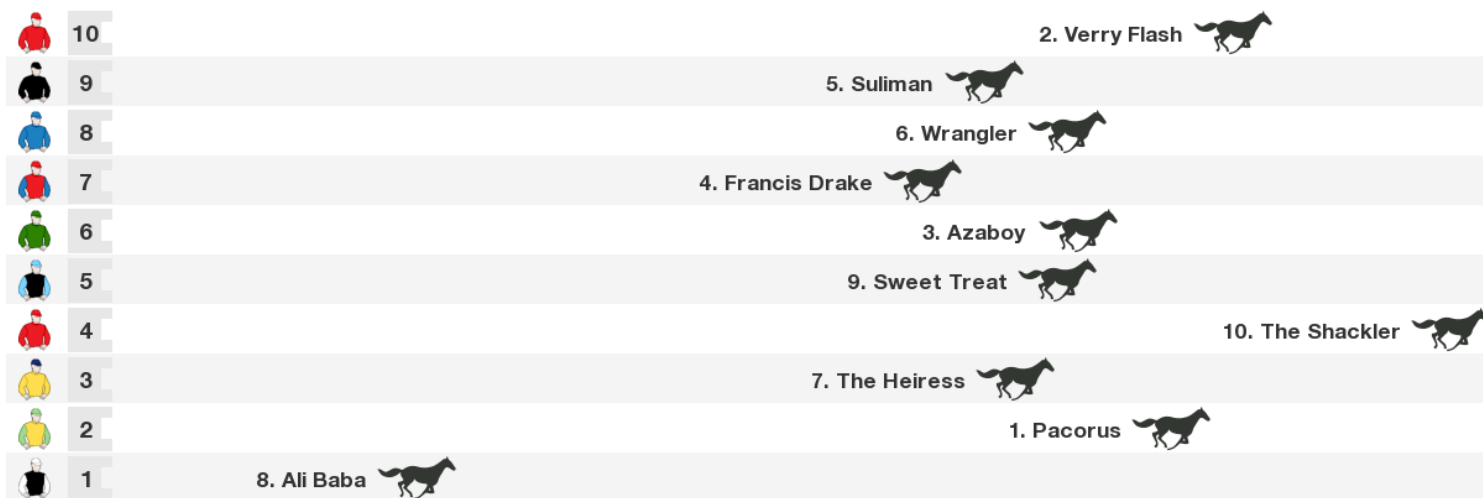 10 2. Verry Flash
9 5. Suliman
8 6. Wrangler
7 4. Francis Drake
6 3. Azaboy
5 9. Sweet Treat
4 10. The Shackler
3 7. The Heiress
2 1. Pacorus
1 8. Ali Baba